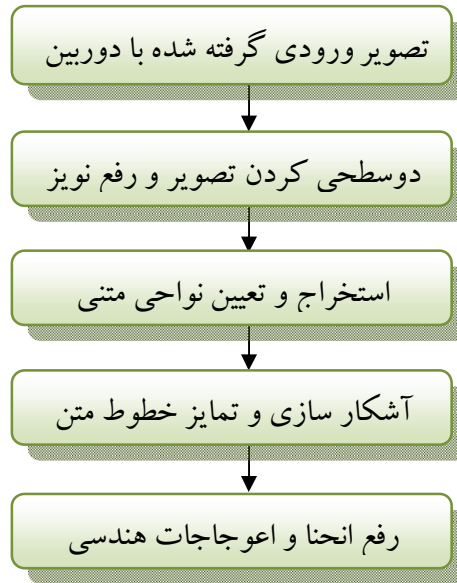 تصویر ورودی گرفته شده با دوربین
دوسطحی کردن تصویر و رفع نویز
استخراج و تعیین نواحی متنی
آشکار سازی و تمایز خطوط متن
رفع انحنا و اعوجاجات هندسی